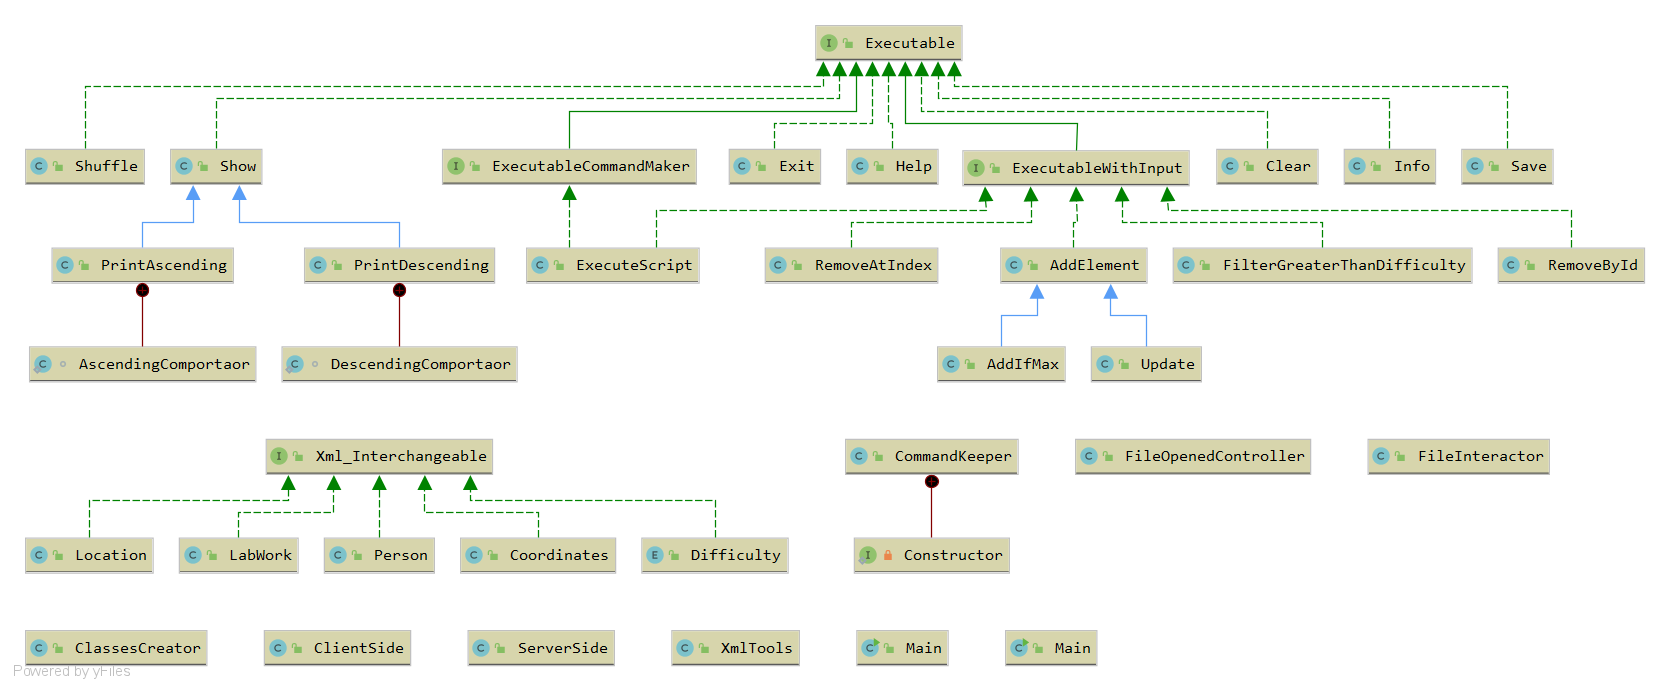 Executable
Shuffle
Show
ExecutableCommandMaker
Exit
Help
ExecutableWithInput
Clear
Info
Save
PrintAscending
PrintDescending
ExecuteScript
RemoveAtIndex
AddElement
FilterGreaterThanDifficulty
RemoveById
AscendingComportaor
DescendingComportaor
AddIfMax
Update
Xml_Interchangeable
CommandKeeper
FileOpenedController
FileInteractor
Location
LabWork
Person
Coordinates
Difficulty
Constructor
ClassesCreator
ClientSide
ServerSide
XmlTools
Main
Main
Powered by yFiles